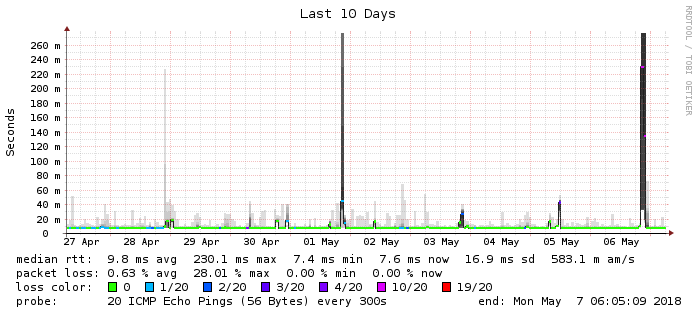 Last 10 Days
RRDTOOL / TOBI OETIKER
Seconds
260 m
240 m
220 m
200 m
180 m
160 m
140 m
120 m
100 m
80 m
60 m
40 m
20 m
0
27 Apr 28 Apr 29 Apr 30 Apr 01 May 02 May 03 May 04 May 05 May 06 May
median rtt: 9.8 ms avg 230.1 ms max 7.4 ms min 7.6 ms now 16.9 ms sd 583.1 m am/s
packet loss: 0.63 % avg 28.01 % max 0.00 % min 0.00 % now
loss color: 0 1/20 2/20 3/20 4/20 10/20 19/20
probe: 20 ICMP Echo Pings (56 Bytes) every 300s end: Mon May 7 06:05:09 2018